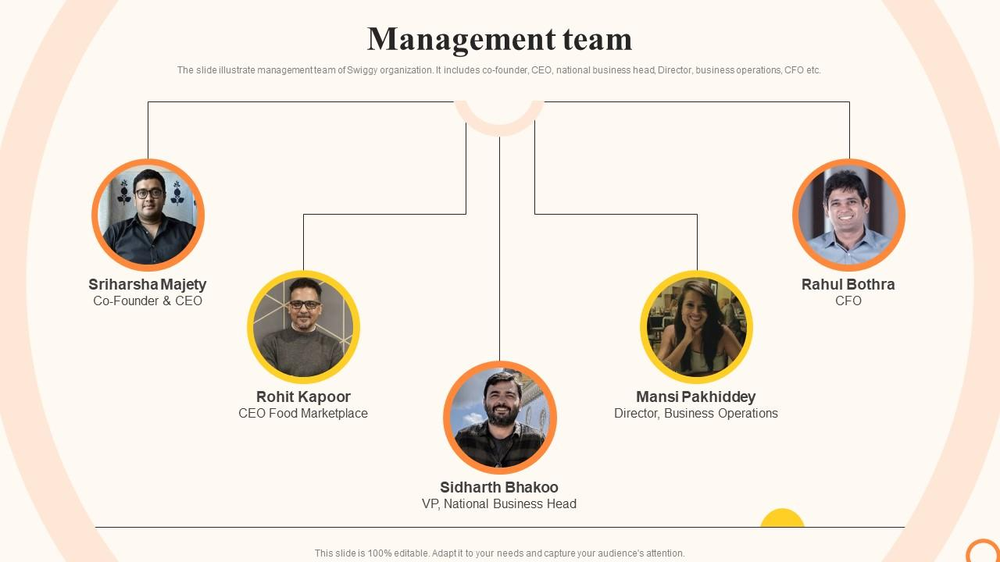 Management team
The slide illustrate management team of Swiggy organization. It includes co-founder, CEO, national business head, Director, business operations, CFO etc.
Sriharsha Majety
Co-Founder & CEO
Rahul Bothra
CFO
Rohit Kapoor
CEO Food Marketplace
Mansi Pakhiddey
Director, Business Operations
Sidharth Bhakoo
VP, National Business Head
This slide is 100% editable. Adapt it to your needs and capture your audience's attention.